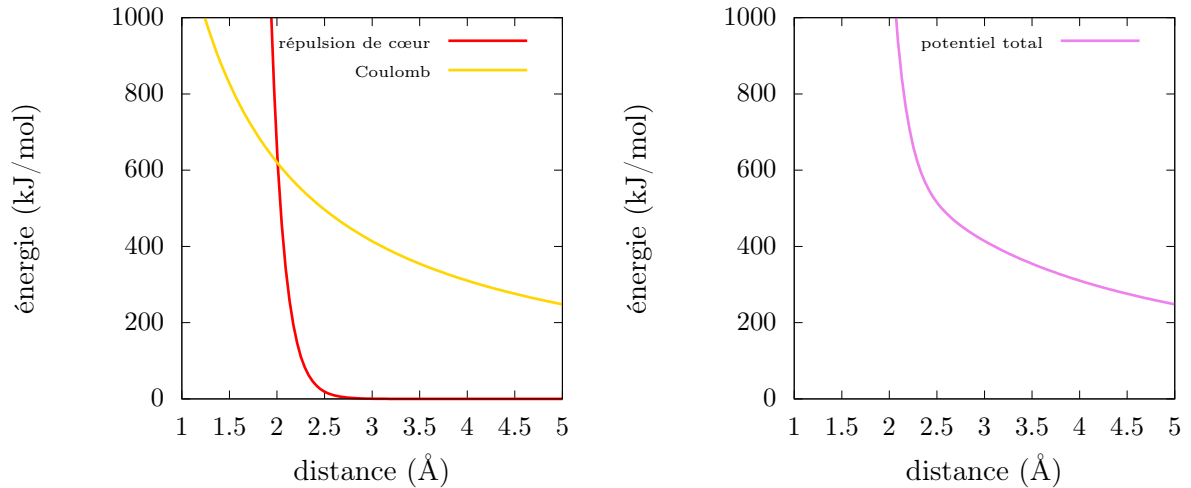 1000
800
600
400
200
0
énergie (kJ/mol)
répulsion de cœur
Coulomb
1 1.5 2 2.5 3 3.5 4 4.5 5
distance (Å)
1000
800
600
400
200
0
énergie (kJ/mol)
potentiel total
1 1.5 2 2.5 3 3.5 4 4.5 5
distance (Å)